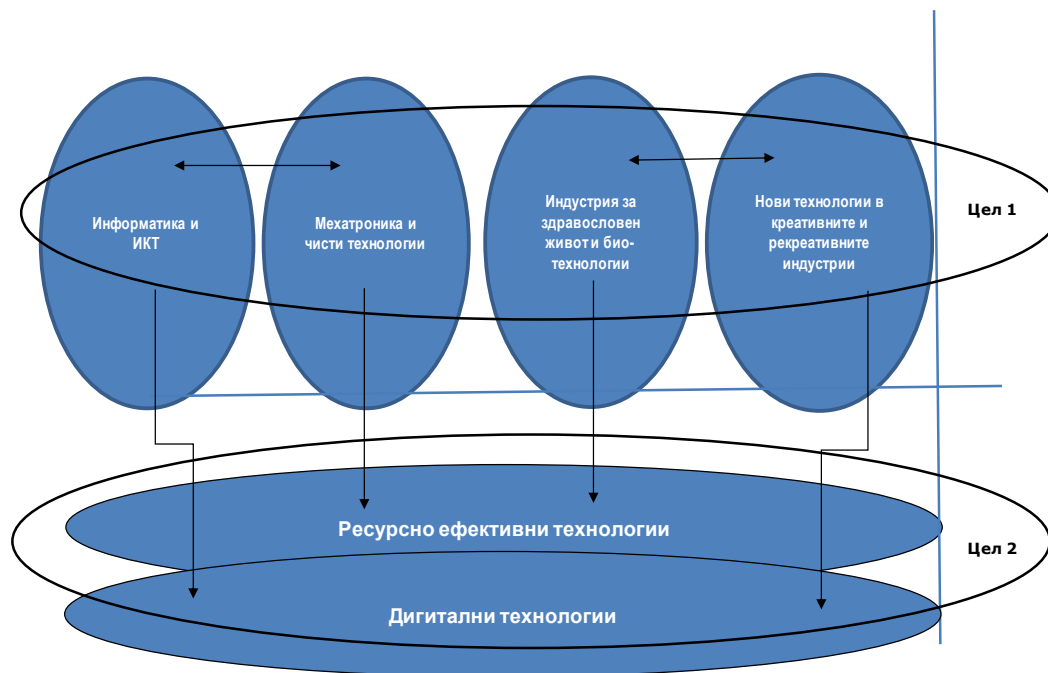 Информатика и
ИКТ
Мехатроника и
чисти технологии
Индустрия за
здравословен
живот и био-
технологии
Нови технологии в
креативните и
рекреативните
индустрии
Цел 1
Ресурсно ефективни технологии
Цел 2
Дигитални технологии